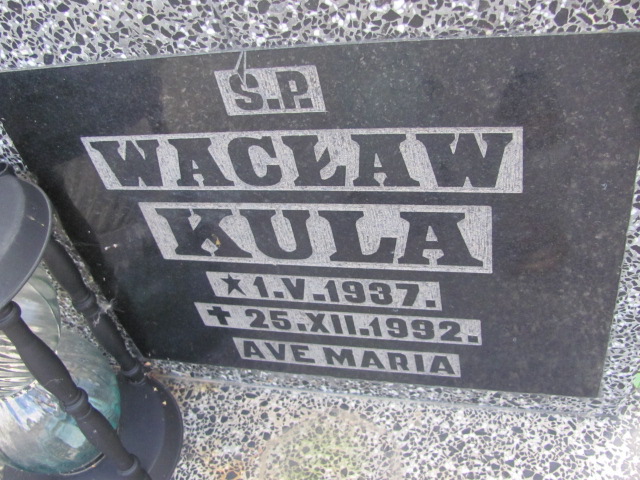 Ś.P.
WACŁAW
KULA
★ 1.V.1937.
✝ 25.XII.1992.
AVE MARIA